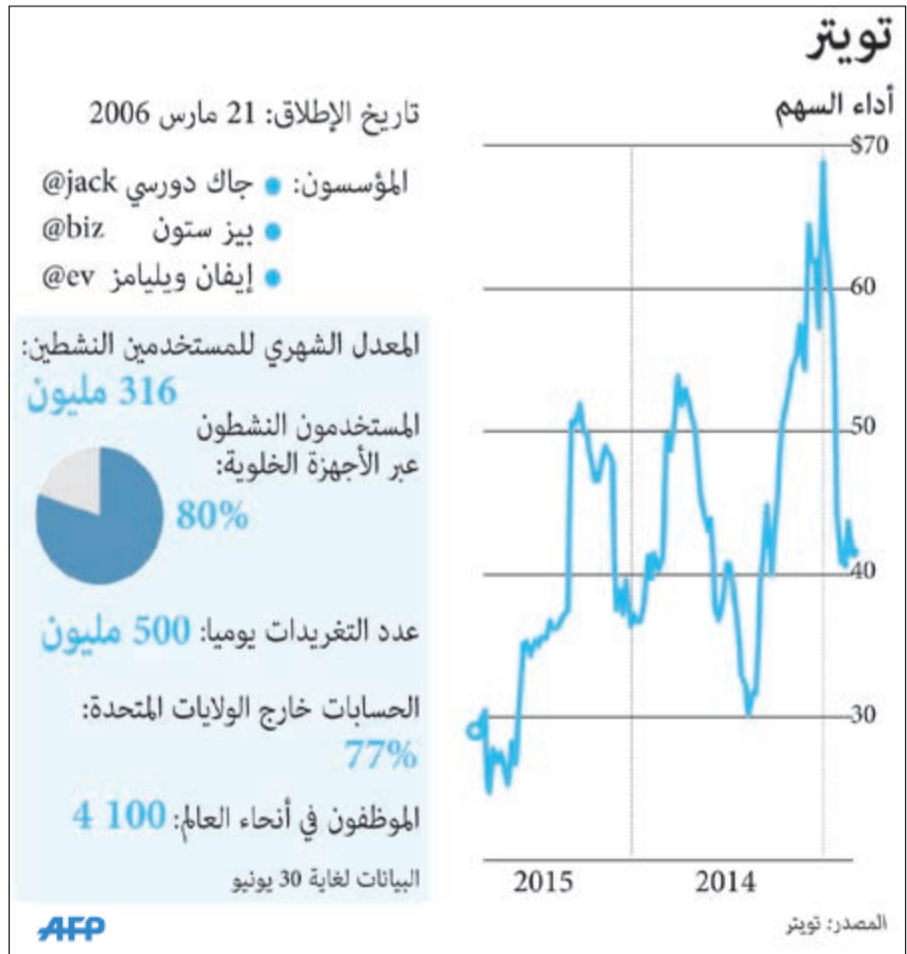 تويتر
أداء السهم
$70
60
50
40
30
2014
2015
المصدر: تويتر
تاريخ الإطلاق: 21 مارس 2006
المؤسسون: ● جاك دورسي @jack
● بيز ستون @biz
● إيفان ويليامز @ev
المعدل الشهري للمستخدمين النشطين:
316 مليون
المستخدمون النشطون
عبر الأجهزة الخلوية:
80%
عدد التغريدات يوميا: 500 مليون
الحسابات خارج الولايات المتحدة:
77%
الموظفون في أنحاء العالم: 4 100
البيانات لغاية 30 يونيو
AFP